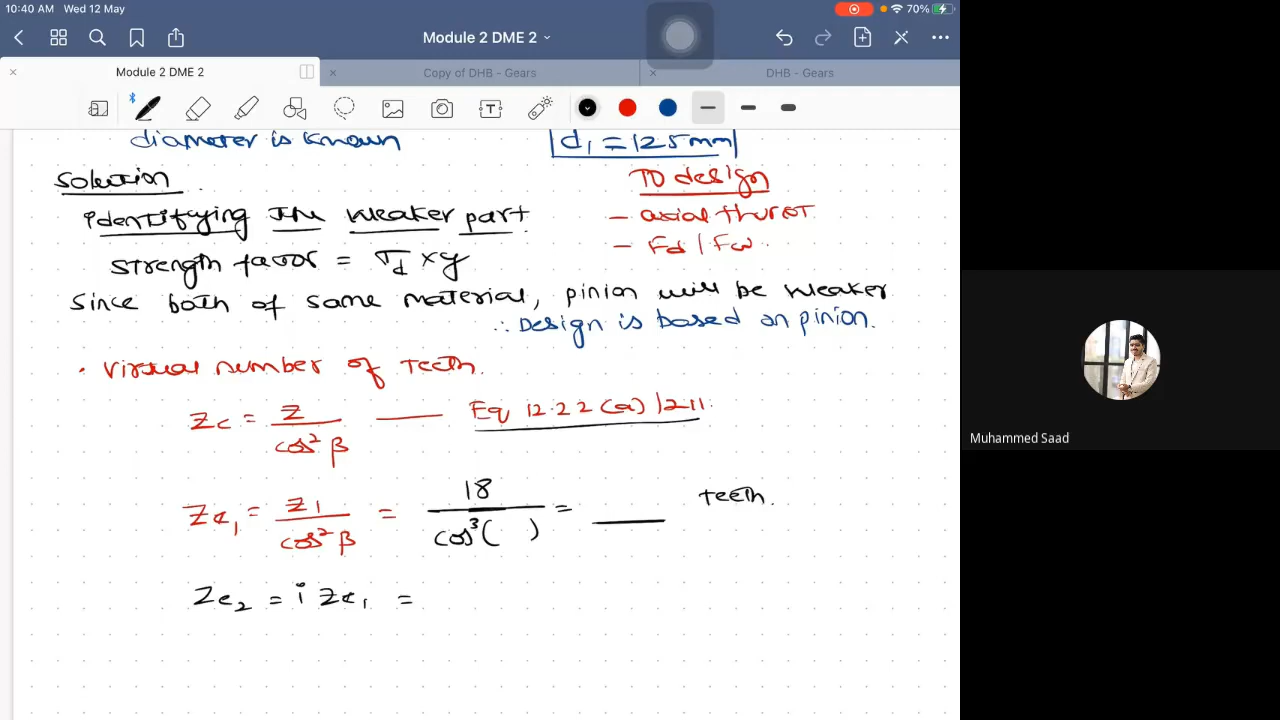 10:40 AM Wed 12 May
70%
Module 2 DME 2
Module 2 DME 2
Copy of DHB - Gears
DHB - Gears
diameter is known
d₁ = 125mm
Solution
TO design
Identifying the weaker part
– axial thurst
– Fd / Fw
strength factor = σd × y
Since both of same material, pinion will be weaker
∴ Design is based on pinion.
• Virtual number of teeth.
Zc = Z / cos² β —— Eq 12.22 (a) / 211
Ze₁ = Z1 / cos² β = 18 / cos³( ) = ____ teeth.
Ze₂ = i Ze₁ =
Muhammed Saad